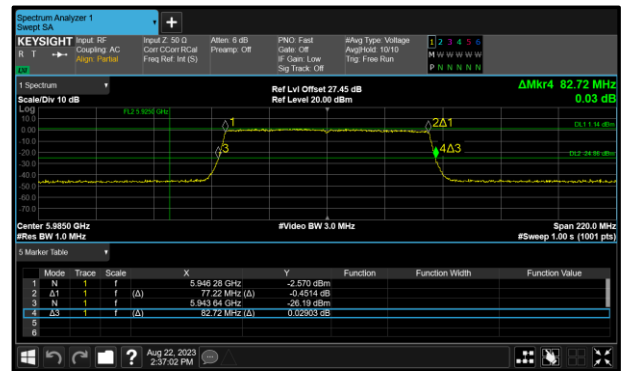 Spectrum Analyzer 1
Swept SA
KEYSIGHT Input: RF Input Z: 50 Ω Atten: 6 dB PNO: Fast #Avg Type: Voltage 1 2 3 4 5 6
R T Coupling: AC Corr CCorr RCal Preamp: Off Gate: Off Avg|Hold: 10/10 M W W W W W
Align: Partial Freq Ref: Int (S) IF Gain: Low Trig: Free Run
Sig Track: Off P N N N N N
LXI
1 Spectrum Ref Lvl Offset 27.45 dB ΔMkr4 82.72 MHz
Scale/Div 10 dB Ref Level 20.00 dBm 0.03 dB
Log
FL2 5.9250 GHz
10.0
1 2Δ1
DL1 1.14 dBm
0.00
-10.0
3 4Δ3
-20.0
DL2 -24.86 dBm
-30.0
-40.0
-50.0
-60.0
-70.0
Center 5.9850 GHz #Video BW 3.0 MHz Span 220.0 MHz
#Res BW 1.0 MHz #Sweep 1.00 s (1001 pts)
5 Marker Table
Mode Trace Scale X Y Function Function Width Function Value
1 N 1 f 5.946 28 GHz -2.570 dBm
2 Δ1 1 f (Δ) 77.22 MHz (Δ) -0.4514 dB
3 N 1 f 5.943 64 GHz -26.19 dBm
4 Δ3 1 f (Δ) 82.72 MHz (Δ) 0.02903 dB
5
6
? Aug 22, 2023
2:37:02 PM